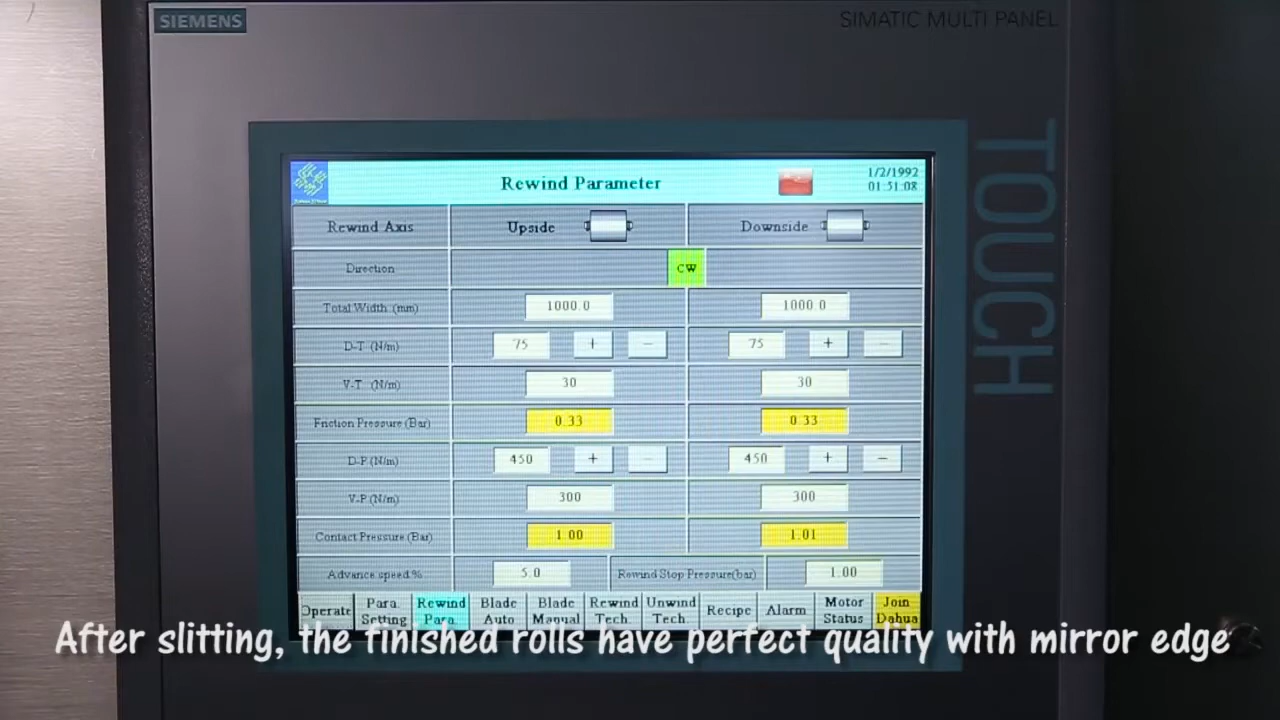 SIEMENS
SIMATIC MULTI PANEL
TOUCH
Rewind Parameter
1/2/1992
01:51:08
Rewind Axis Upside Downside
Direction CW
Total Width (mm) 1000.0 1000.0
D-T (N/m) 75 + − 75 + −
V-T (N/m) 30 30
Friction Pressure (Bar) 0.33 0.33
D-P (N/m) 450 + − 450 + −
V-P (N/m) 300 300
Contact Pressure (Bar) 1.00 1.01
Advance speed% 5.0 Rewind Stop Pressure(bar) 1.00
Operate
Para.
Setting
Rewind
Para.
Blade
Auto
Blade
Manual
Rewind
Tech.
Unwind
Tech.
Recipe
Alarm
Motor
Status
Join
Dahua
After slitting, the finished rolls have perfect quality with mirror edge